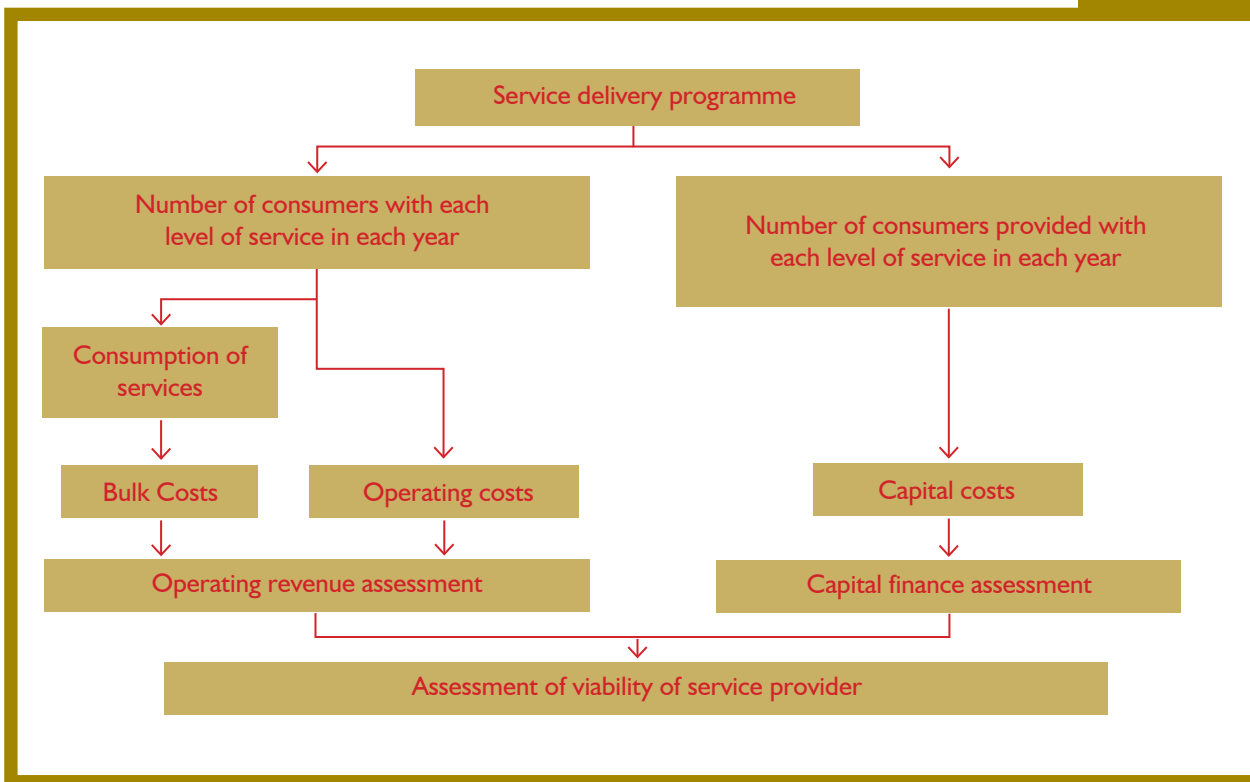 Service delivery programme
Number of consumers with each
level of service in each year
Number of consumers provided with
each level of service in each year
Consumption of
services
Bulk Costs
Operating costs
Capital costs
Operating revenue assessment
Capital finance assessment
Assessment of viability of service provider